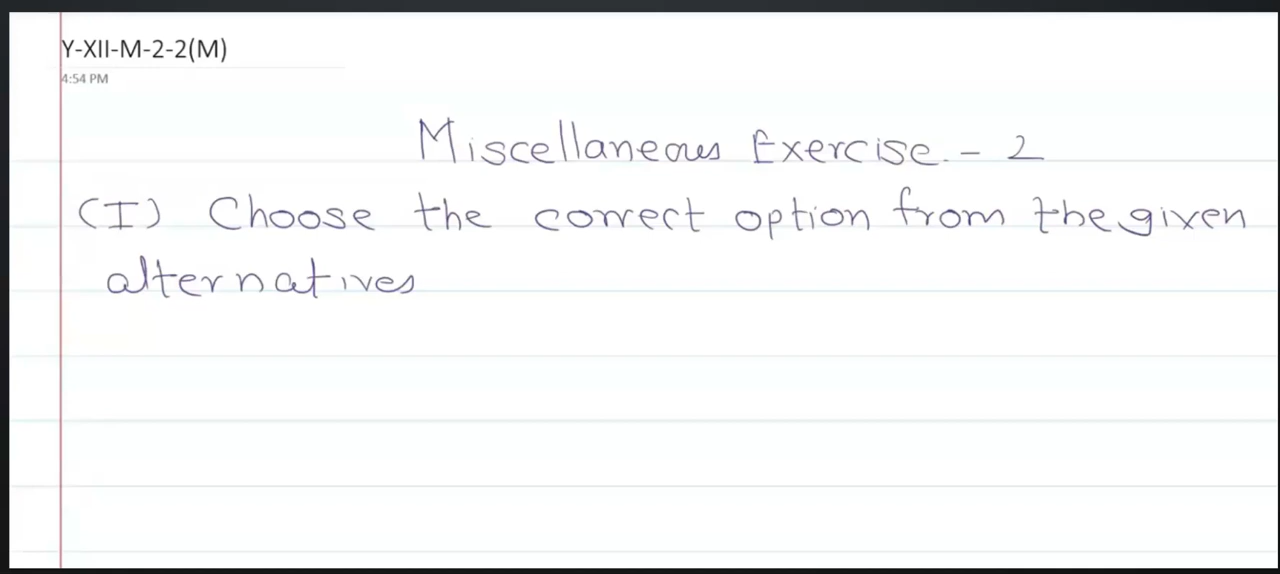 Y-XII-M-2-2(M)
4:54 PM
Miscellaneous Exercise - 2
(I) Choose the correct option from the given
alternatives